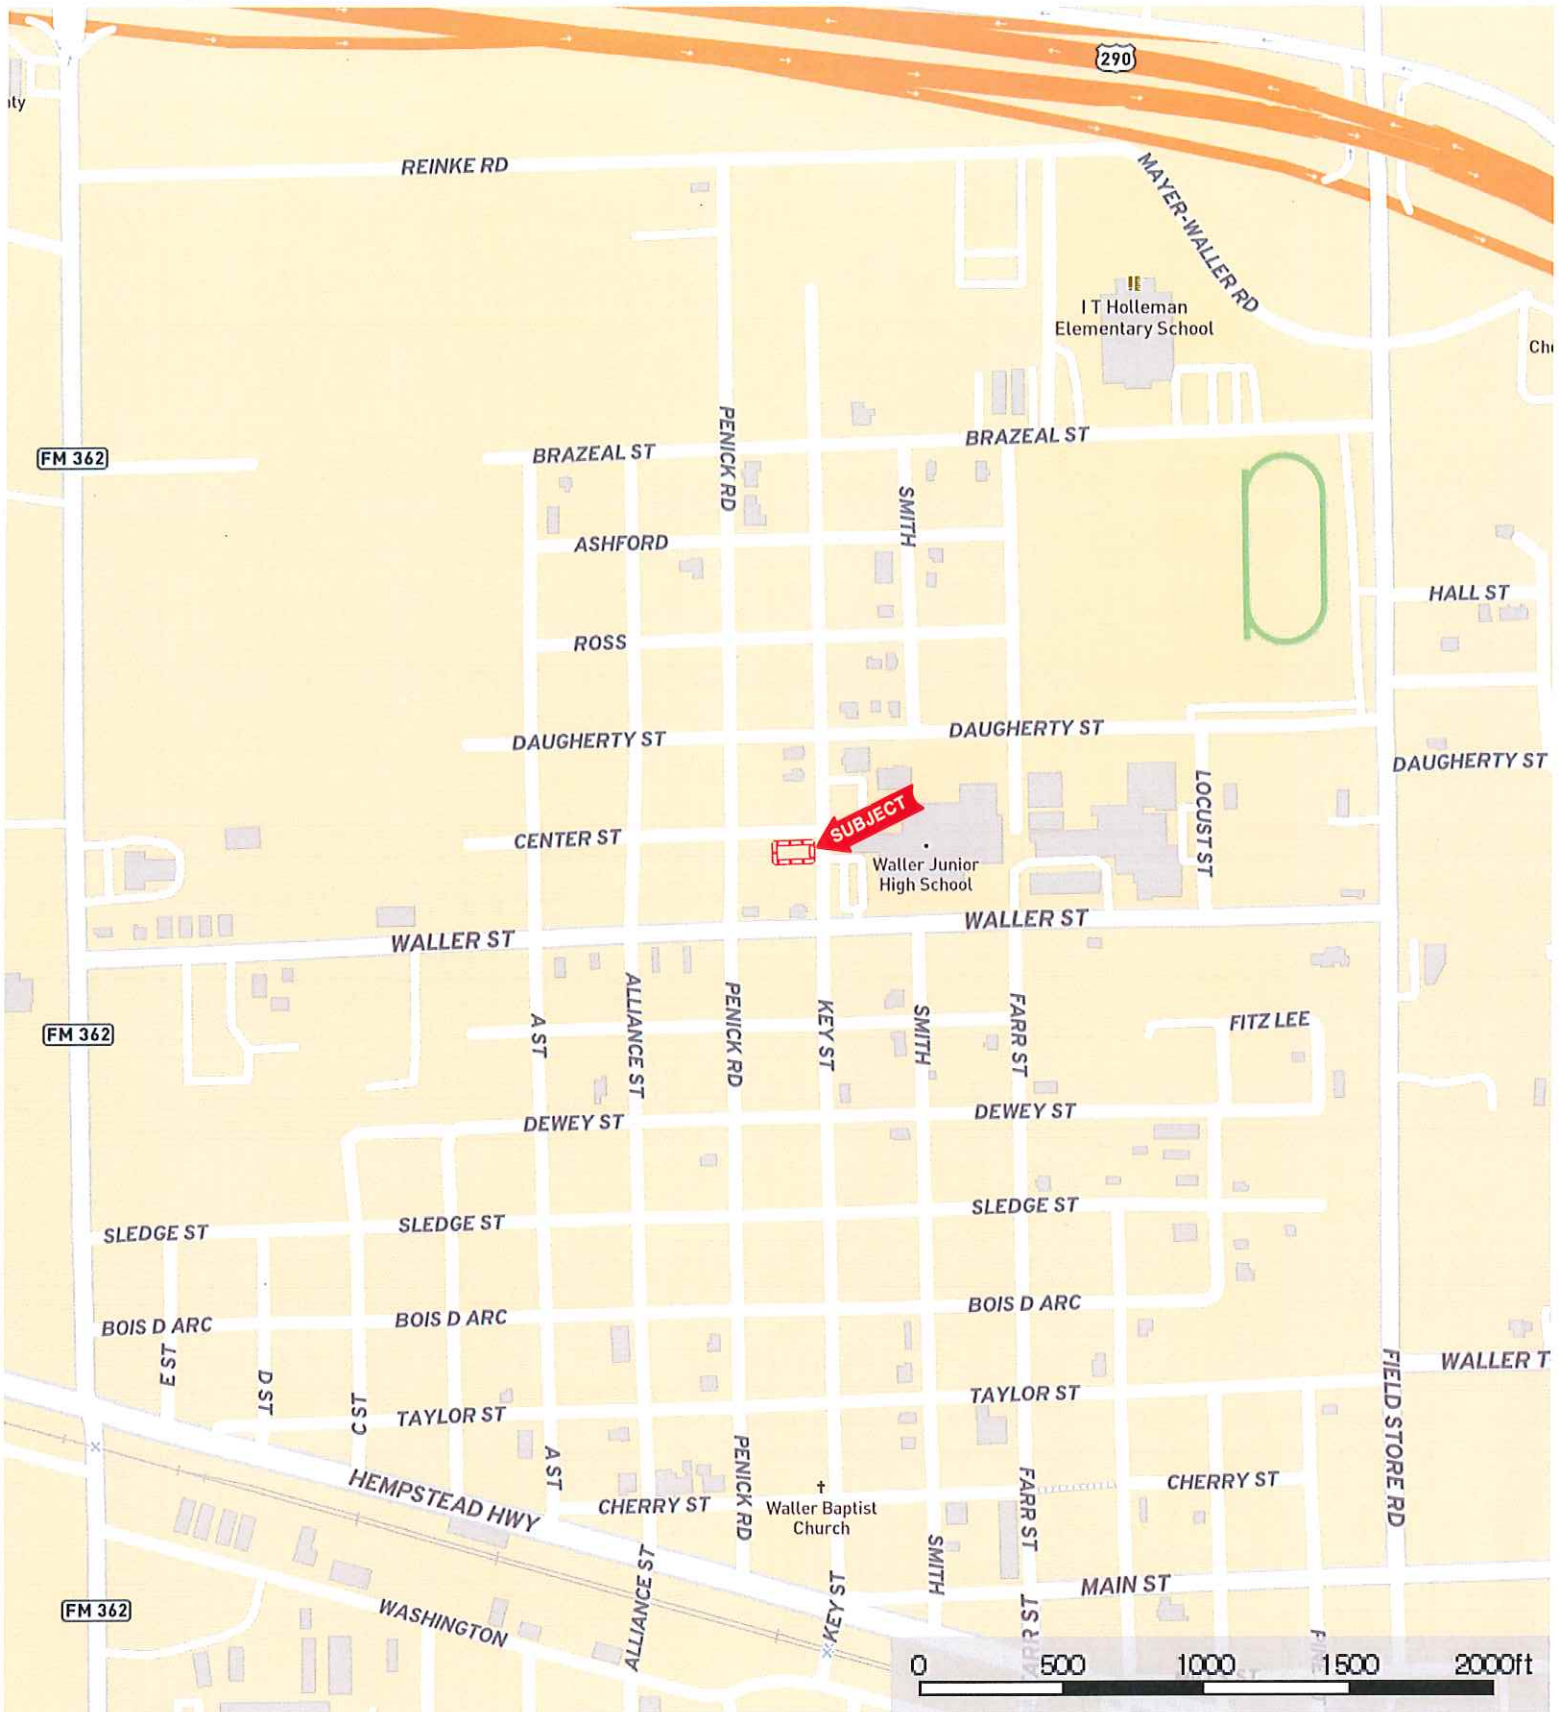 290
ity
REINKE RD
MAYER-WALLER RD
I T Holleman
Elementary School
FM 362
BRAZEAL ST
PENICK RD
BRAZEAL ST
SMITH
ASHFORD
HALL ST
ROSS
DAUGHERTY ST
DAUGHERTY ST
DAUGHERTY ST
LOCUST ST
SUBJECT
CENTER ST
Waller Junior
High School
WALLER ST
WALLER ST
FM 362
A ST
ALLIANCE ST
PENICK RD
KEY ST
SMITH
FARR ST
FITZ LEE
DEWEY ST
DEWEY ST
SLEDGE ST
SLEDGE ST
SLEDGE ST
BOIS D ARC
BOIS D ARC
BOIS D ARC
E ST
D ST
C ST
FIELD STORE RD
WALLER T
TAYLOR ST
TAYLOR ST
A ST
PENICK RD
HEMPSTEAD HWY
CHERRY ST
Waller Baptist
Church
FARR ST
CHERRY ST
SMITH
MAIN ST
FM 362
WASHINGTON
ALLIANCE ST
KEY ST
FARR ST
0 500 1000 1500 2000ft